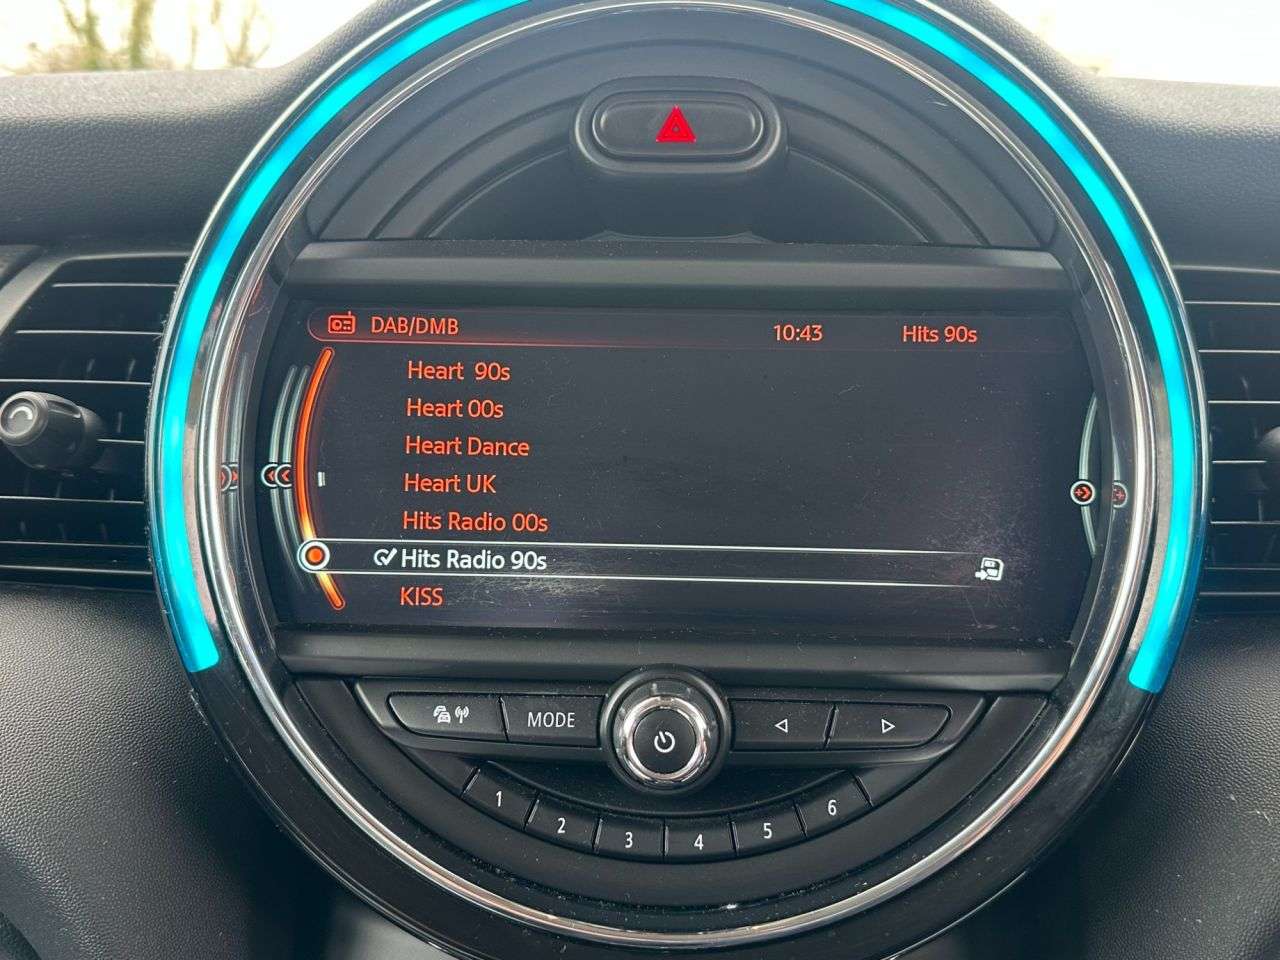 DAB/DMB 10:43 Hits 90s
Heart 90s
Heart 00s
Heart Dance
Heart UK
Hits Radio 00s
Hits Radio 90s
KISS
MODE
1 2 3 4 5 6